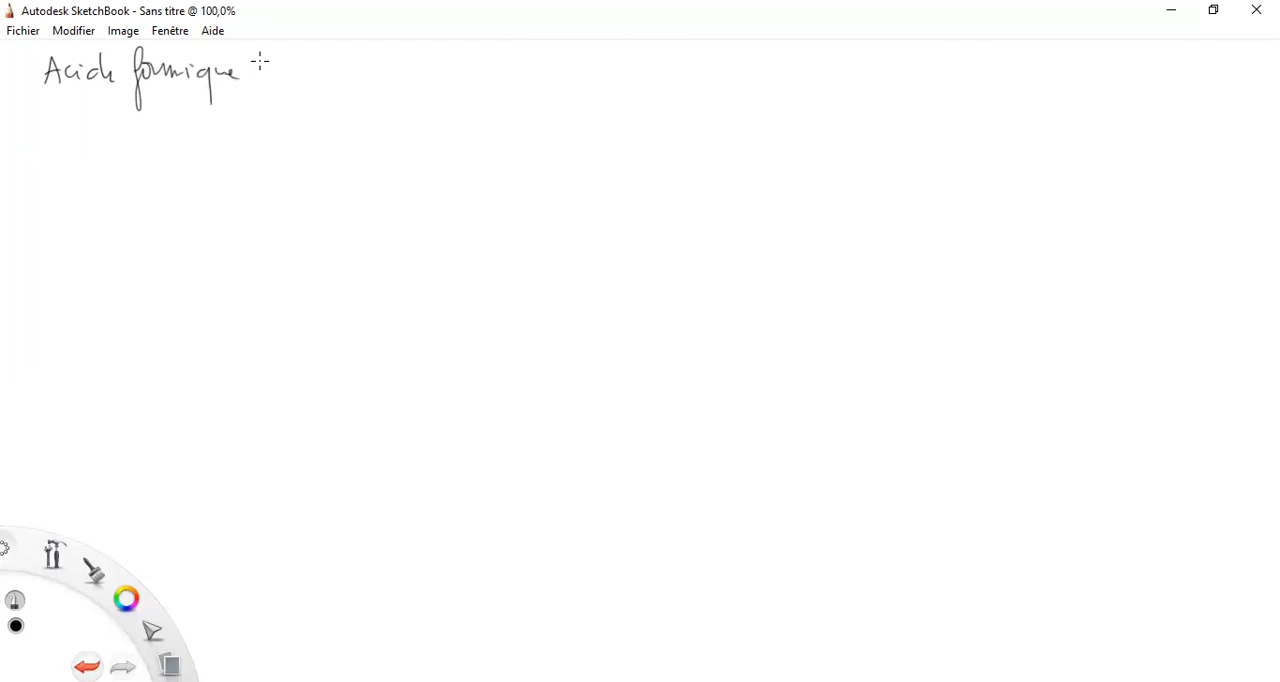 Autodesk SketchBook - Sans titre @ 100,0%
Fichier Modifier Image Fenêtre Aide
Acide formique